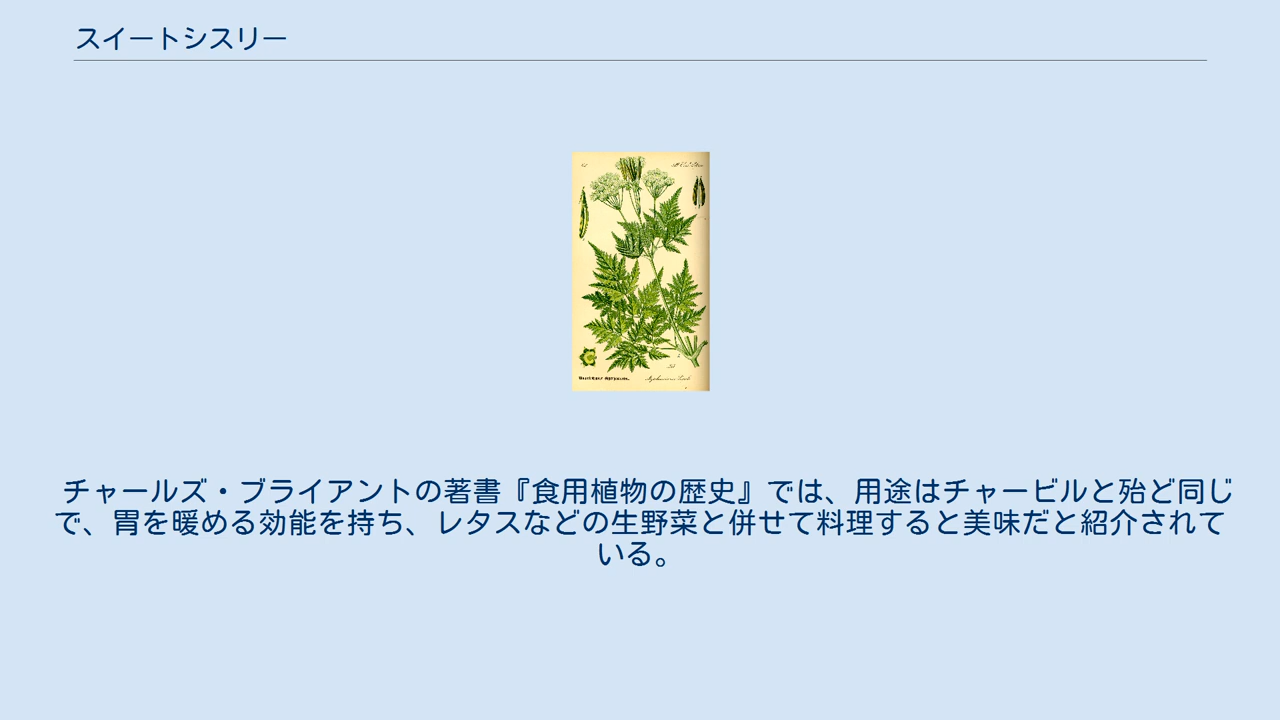 スイートシスリー
チャールズ・ブライアントの著書『食用植物の歴史』では、用途はチャービルと殆ど同じ
で、胃を暖める効能を持ち、レタスなどの生野菜と併せて料理すると美味だと紹介されて
いる。